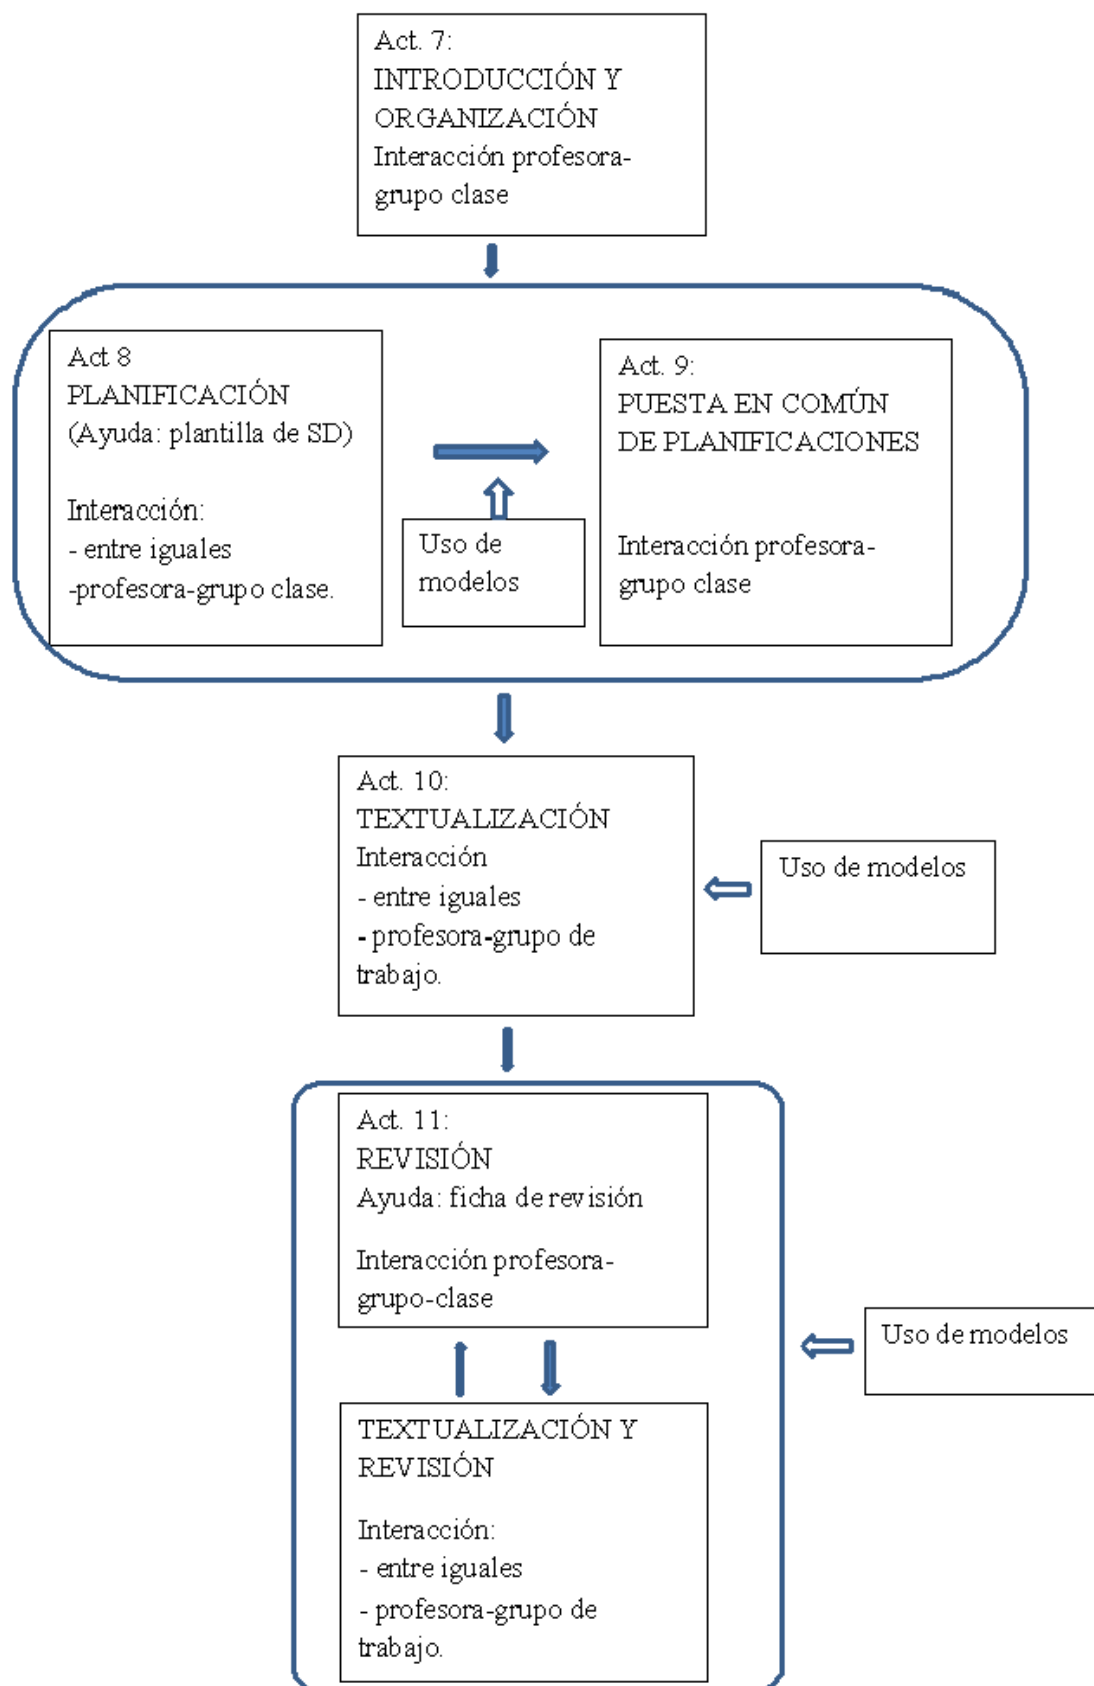 Act. 7:
INTRODUCCIÓN Y
ORGANIZACIÓN
Interacción profesora-
grupo clase
Act 8
PLANIFICACIÓN
(Ayuda: plantilla de SD)
Interacción:
- entre iguales
-profesora-grupo clase.
Uso de
modelos
Act. 9:
PUESTA EN COMÚN
DE PLANIFICACIONES
Interacción profesora-
grupo clase
Act. 10:
TEXTUALIZACIÓN
Interacción
- entre iguales
- profesora-grupo de
trabajo.
Uso de modelos
Act. 11:
REVISIÓN
Ayuda: ficha de revisión
Interacción profesora-
grupo-clase
Uso de modelos
TEXTUALIZACIÓN Y
REVISIÓN
Interacción:
- entre iguales
- profesora-grupo de
trabajo.